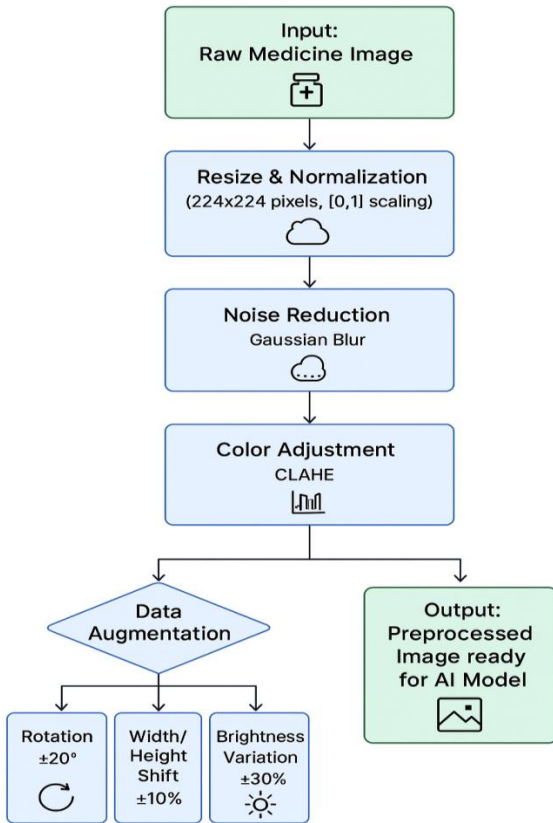 Input:
Raw Medicine Image
Resize & Normalization
(224x224 pixels, [0,1] scaling)
Noise Reduction
Gaussian Blur
Color Adjustment
CLAHE
Data
Augmentation
Output:
Preprocessed
Image ready
for AI Model
Rotation
±20°
Width/
Height
Shift
±10%
Brightness
Variation
±30%